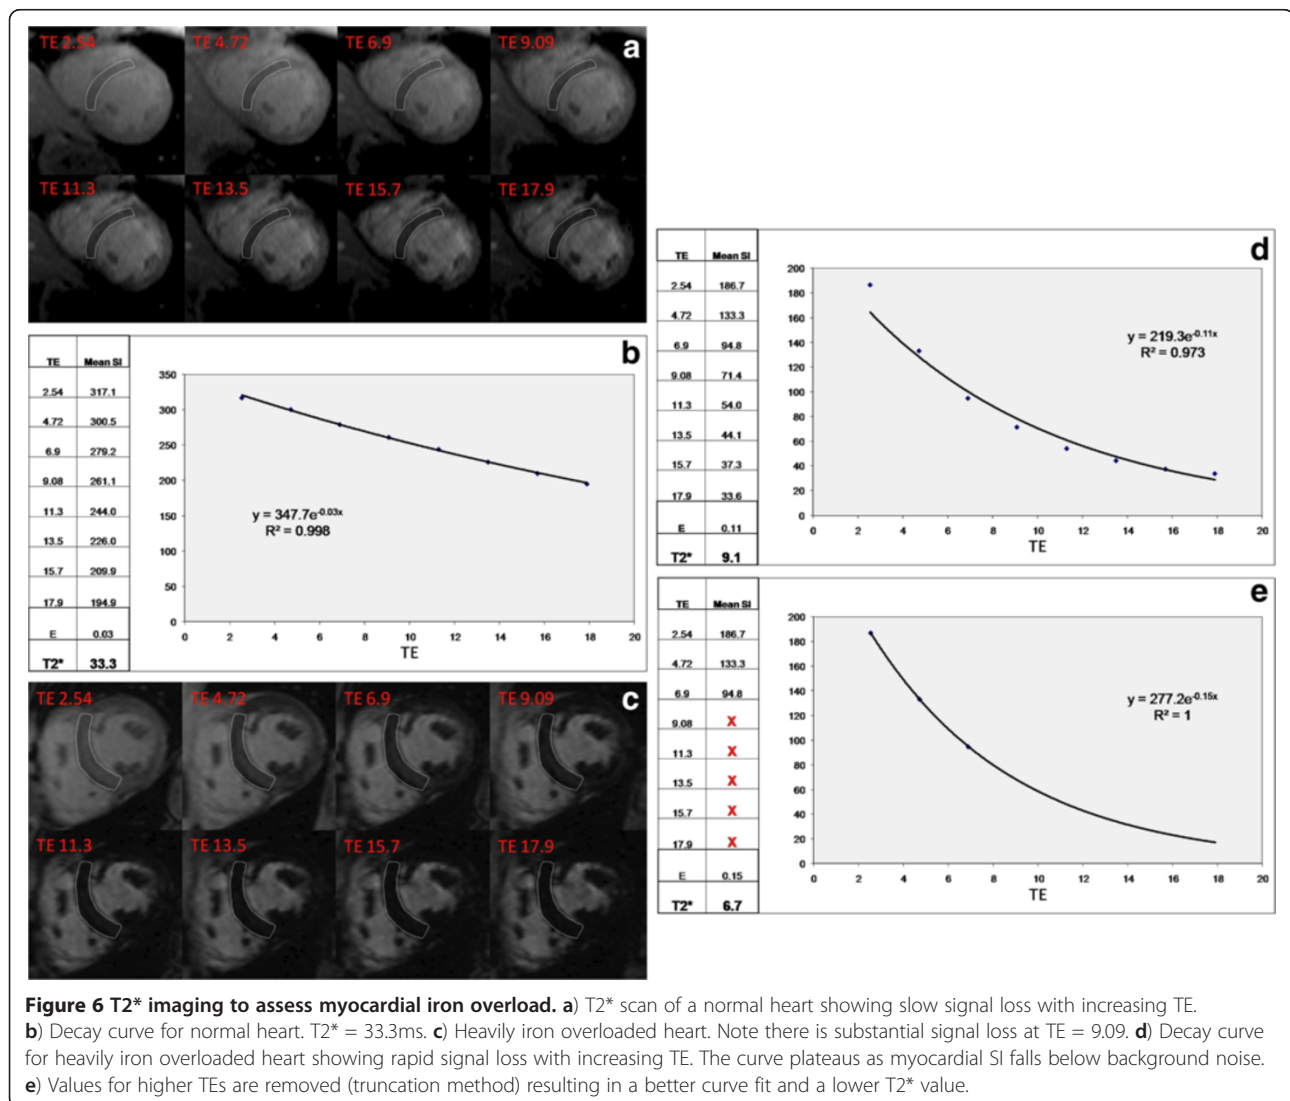 TE 2.54 TE 4.72 TE 6.9 TE 9.09 a
TE 11.3 TE 13.5 TE 15.7 TE 17.9
b
TE Mean SI
2.54 317.1
4.72 300.5
6.9 279.2
9.08 261.1
11.3 244.0
13.5 226.0
15.7 209.9
17.9 194.9
E 0.03
T2* 33.3
350
300
250
200
150
100
50
0
y = 347.7e-0.03x
R² = 0.998
0 2 4 6 8 10 12 14 16 18 20
TE
TE 2.54 TE 4.72 TE 6.9 TE 9.09 c
TE 11.3 TE 13.5 TE 15.7 TE 17.9
d
TE Mean SI
2.54 186.7
4.72 133.3
6.9 94.8
9.08 71.4
11.3 54.0
13.5 44.1
15.7 37.3
17.9 33.6
E 0.11
T2* 9.1
200
180
160
140
120
100
80
60
40
20
0
y = 219.3e-0.11x
R² = 0.973
0 2 4 6 8 10 12 14 16 18 20
TE
e
TE Mean SI
2.54 186.7
4.72 133.3
6.9 94.8
9.08 X
11.3 X
13.5 X
15.7 X
17.9 X
E 0.15
T2* 6.7
200
180
160
140
120
100
80
60
40
20
0
y = 277.2e-0.15x
R² = 1
0 2 4 6 8 10 12 14 16 18 20
TE
Figure 6 T2* imaging to assess myocardial iron overload. a) T2* scan of a normal heart showing slow signal loss with increasing TE.
b) Decay curve for normal heart. T2* = 33.3ms. c) Heavily iron overloaded heart. Note there is substantial signal loss at TE = 9.09. d) Decay curve
for heavily iron overloaded heart showing rapid signal loss with increasing TE. The curve plateaus as myocardial SI falls below background noise.
e) Values for higher TEs are removed (truncation method) resulting in a better curve fit and a lower T2* value.